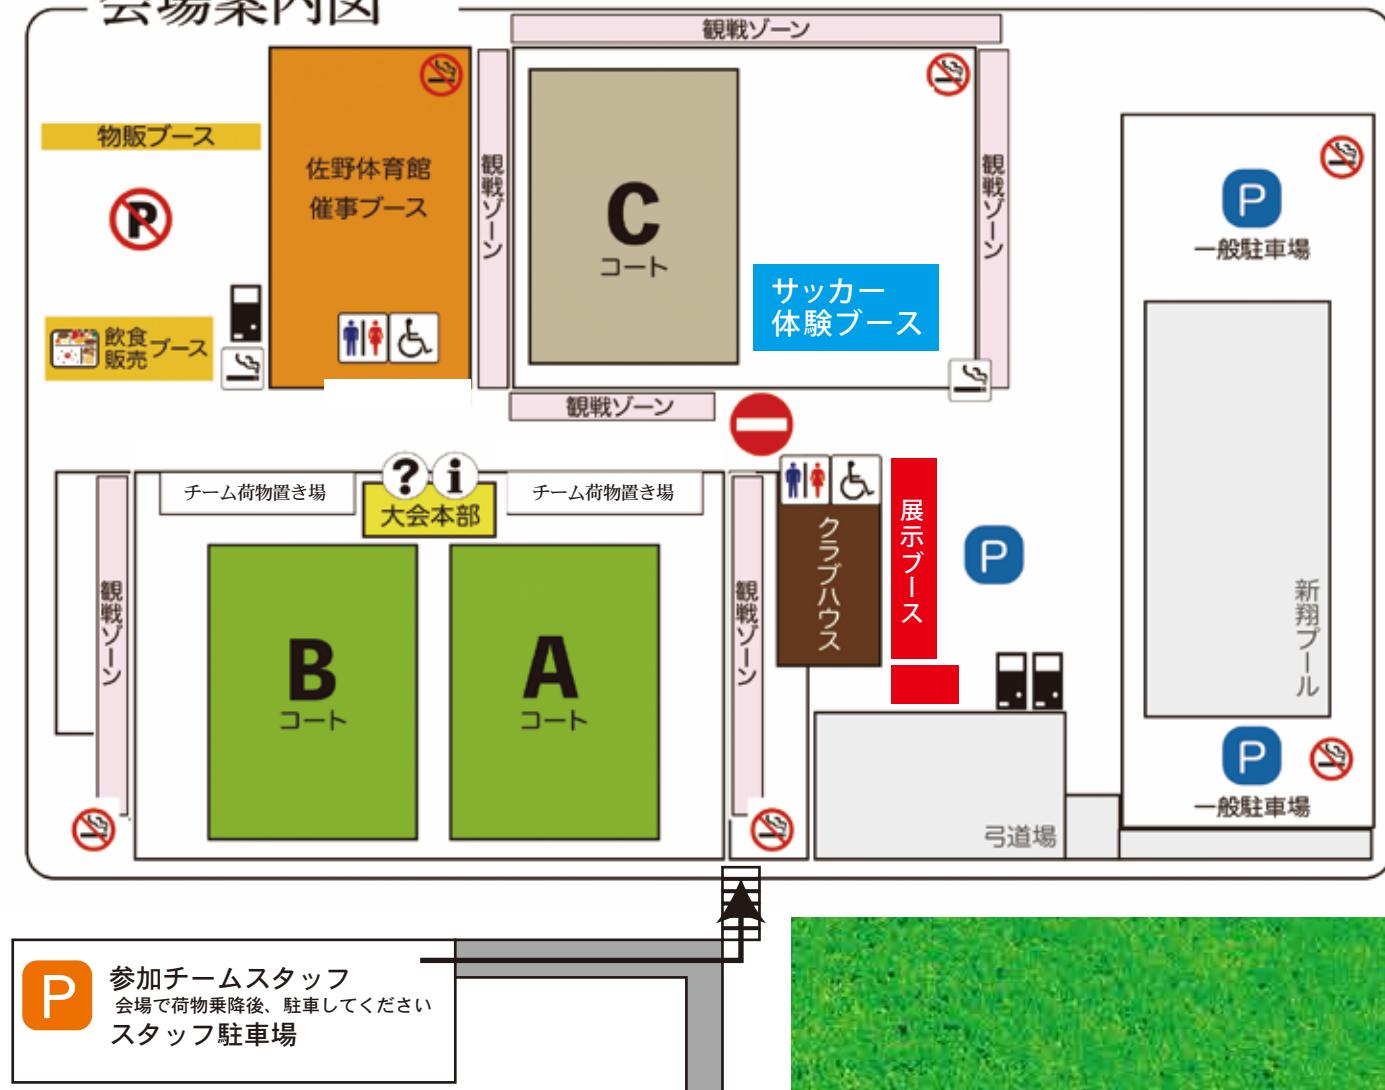 会場案内図
観戦ゾーン
物販ブース
佐野体育館
催事ブース
観戦ゾーン
C
コート
観戦ゾーン
P
一般駐車場
P
サッカー
体験ブース
飲食
販売
ブース
観戦ゾーン
チーム荷物置き場
?
i
大会本部
チーム荷物置き場
クラブハウス
展示ブース
P
新翔プール
観戦ゾーン
B
コート
A
コート
観戦ゾーン
P
一般駐車場
弓道場
P
参加チームスタッフ
会場で荷物乗降後、駐車してください
スタッフ駐車場